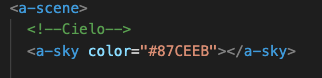 <a-scene>
<!--Cielo-->
<a-sky color="#87CEEB"></a-sky>